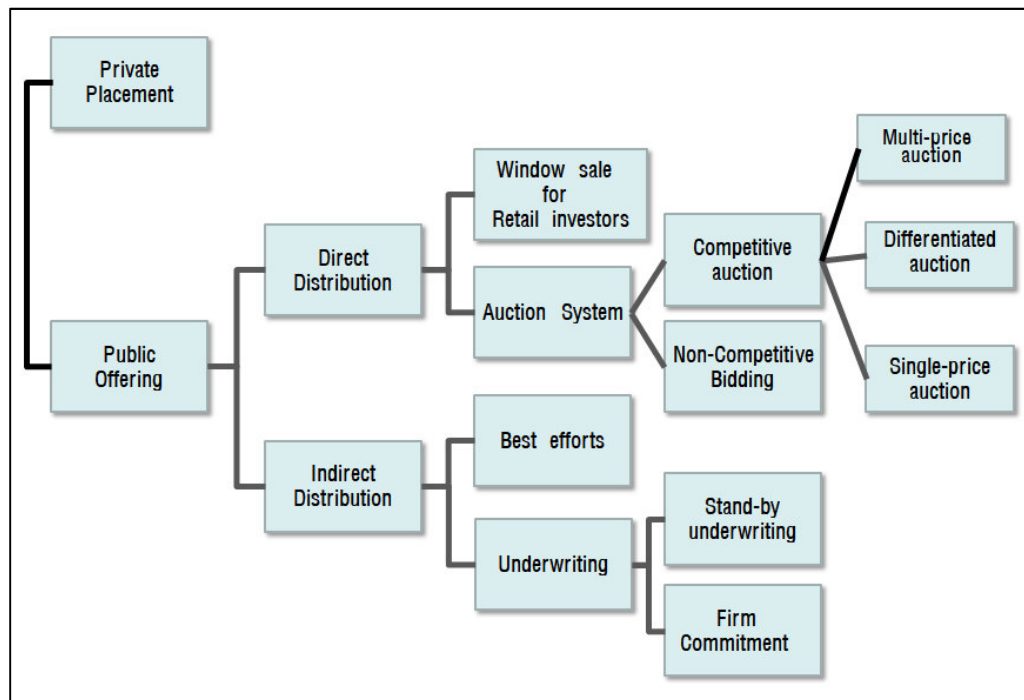 Private
Placement
Public
Offering
Direct
Distribution
Indirect
Distribution
Window sale
for
Retail investors
Auction System
Best efforts
Underwriting
Competitive
auction
Non-Competitive
Bidding
Stand-by
underwriting
Firm
Commitment
Multi-price
auction
Differentiated
auction
Single-price
auction